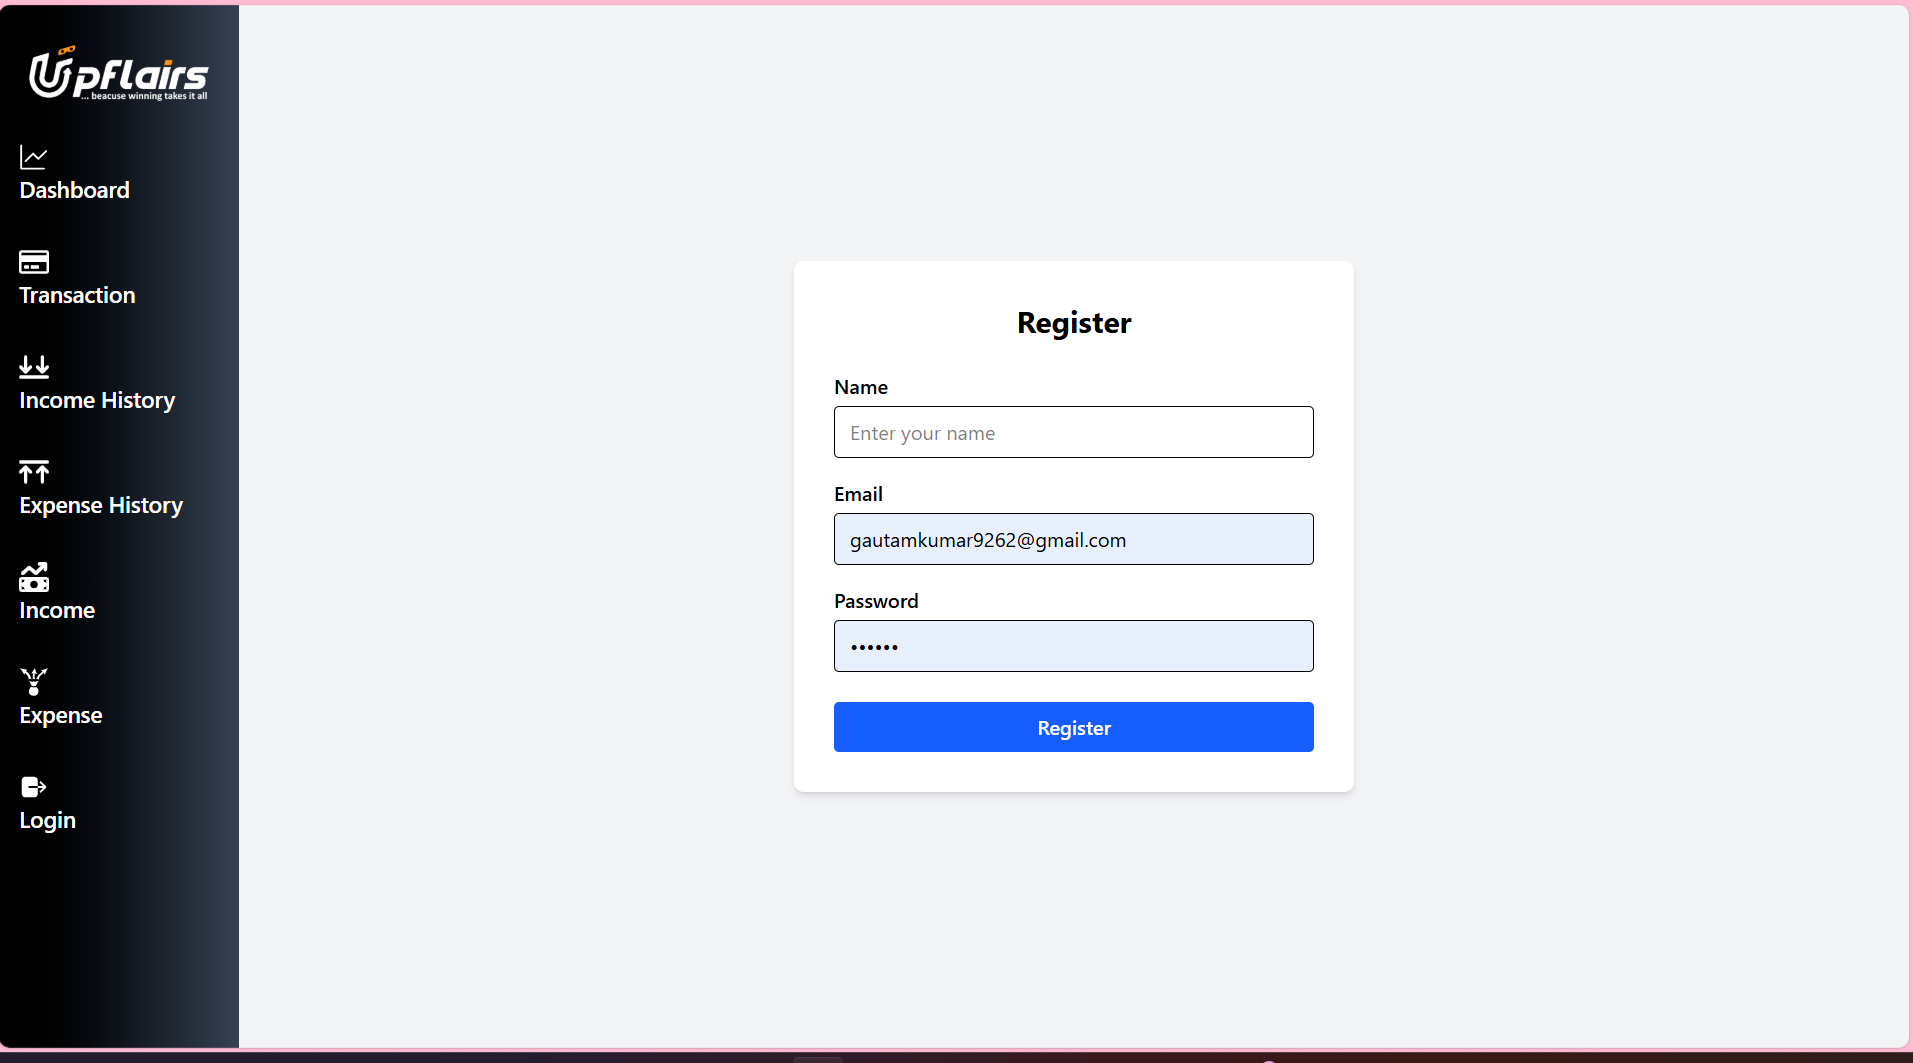 Upflairs
... beacuse winning takes it all
Dashboard
Transaction
Income History
Expense History
Income
Expense
Login
Register
Name
Enter your name
Email
gautamkumar9262@gmail.com
Password
••••••
Register